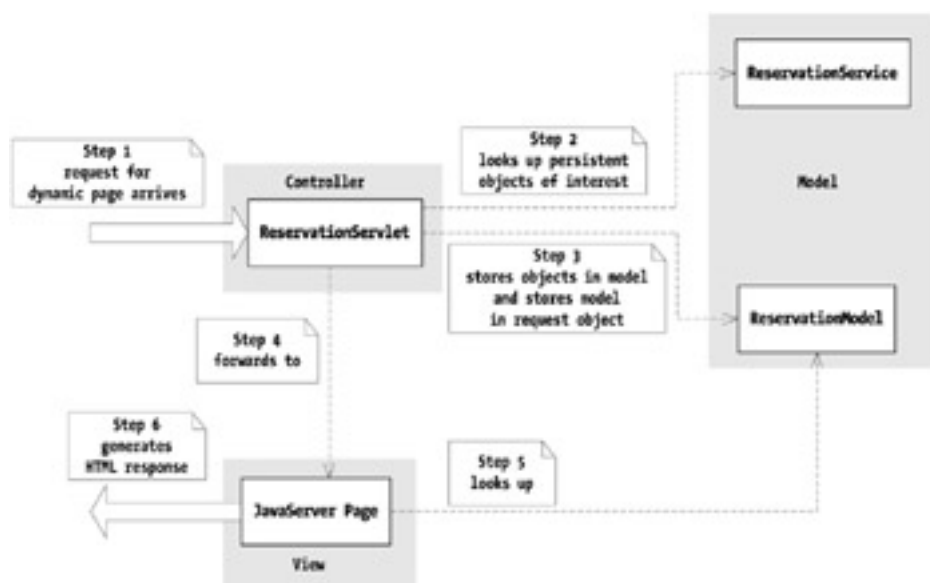 Step 1
request for
dynamic page arrives
Controller
ReservationServlet
Step 2
looks up persistent
objects of interest
ReservationService
Model
Step 3
stores objects in model
and stores model
in request object
ReservationModel
Step 4
forwards to
Step 5
looks up
Step 6
generates
HTML response
JavaServer Page
View